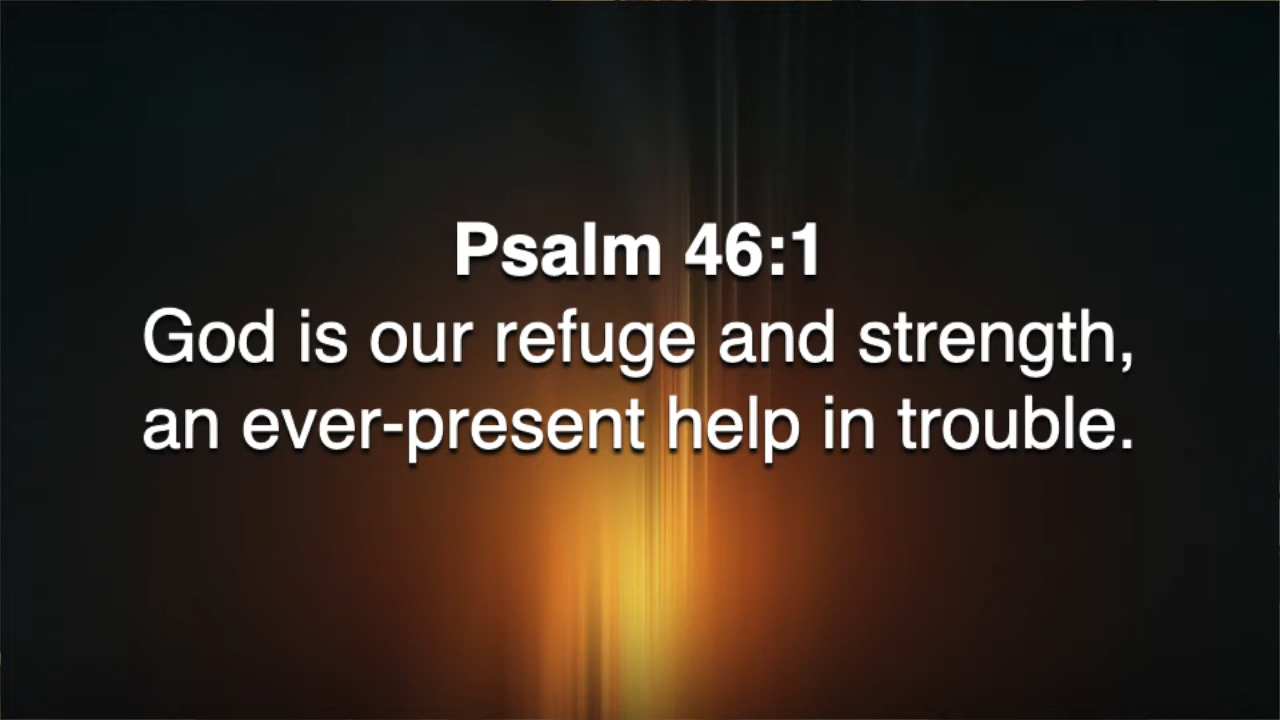 Psalm 46:1
God is our refuge and strength,
an ever-present help in trouble.